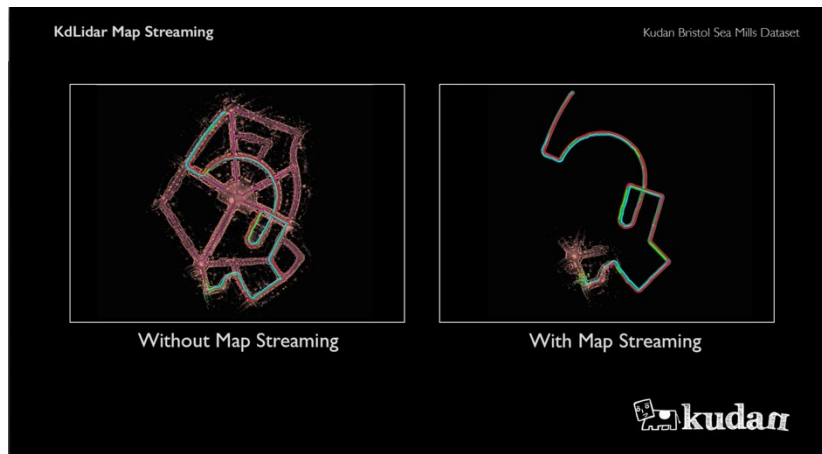 KdLidar Map Streaming
Kudan Bristol Sea Mills Dataset
Without Map Streaming
With Map Streaming
kudan